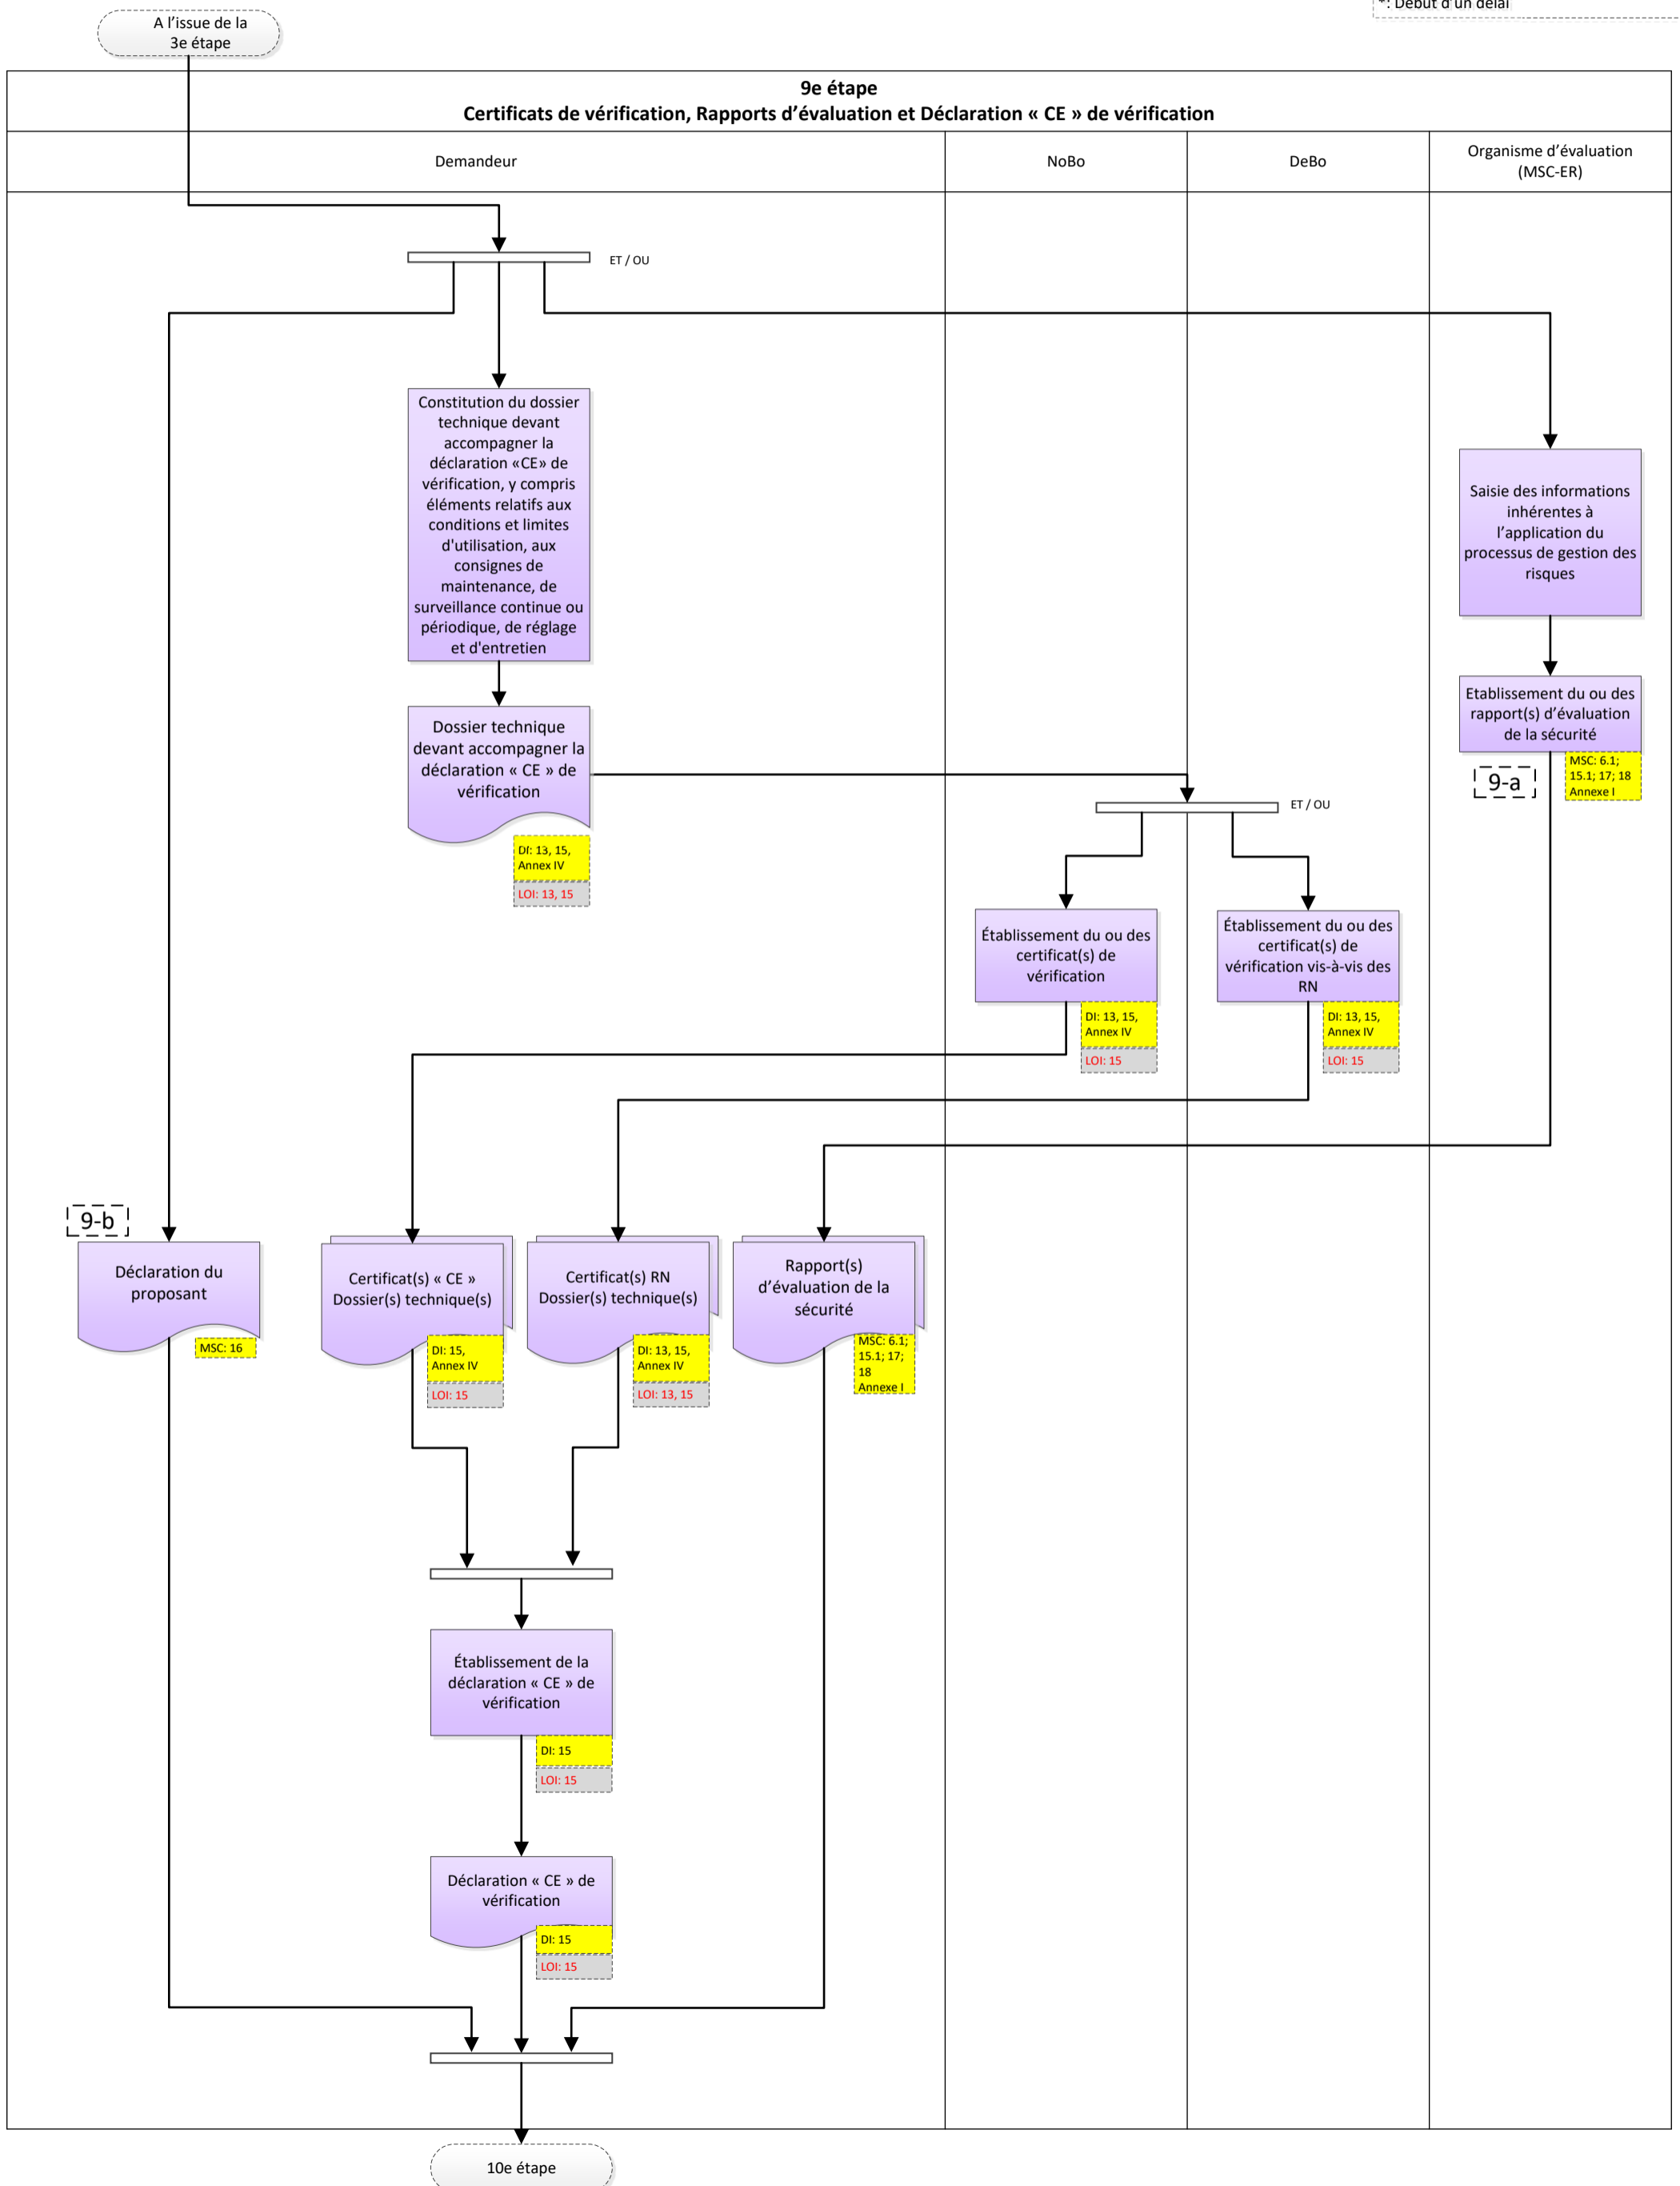 *: Début d'un délai
A l'issue de la
3e étape
9e étape
Certificats de vérification, Rapports d'évaluation et Déclaration « CE » de vérification
Demandeur
NoBo
DeBo
Organisme d'évaluation
(MSC-ER)
ET / OU
Constitution du dossier
technique devant
accompagner la
déclaration «CE» de
vérification, y compris
éléments relatifs aux
conditions et limites
d'utilisation, aux
consignes de
maintenance, de
surveillance continue ou
périodique, de réglage
et d'entretien
Saisie des informations
inhérentes à
l'application du
processus de gestion des
risques
Etablissement du ou des
rapport(s) d'évaluation
de la sécurité
MSC: 6.1;
15.1; 17; 18
Annexe I
9-a
Dossier technique
devant accompagner la
déclaration « CE » de
vérification
DI: 13, 15,
Annex IV
LOI: 13, 15
ET / OU
Établissement du ou des
certificat(s) de
vérification
DI: 13, 15,
Annex IV
LOI: 15
Établissement du ou des
certificat(s) de
vérification vis-à-vis des
RN
DI: 13, 15,
Annex IV
LOI: 15
9-b
Déclaration du
proposant
MSC: 16
Certificat(s) « CE »
Dossier(s) technique(s)
DI: 15,
Annex IV
LOI: 15
Certificat(s) RN
Dossier(s) technique(s)
DI: 13, 15,
Annex IV
LOI: 13, 15
Rapport(s)
d'évaluation de la
sécurité
MSC: 6.1;
15.1; 17;
18
Annexe I
Établissement de la
déclaration « CE » de
vérification
DI: 15
LOI: 15
Déclaration « CE » de
vérification
DI: 15
LOI: 15
10e étape